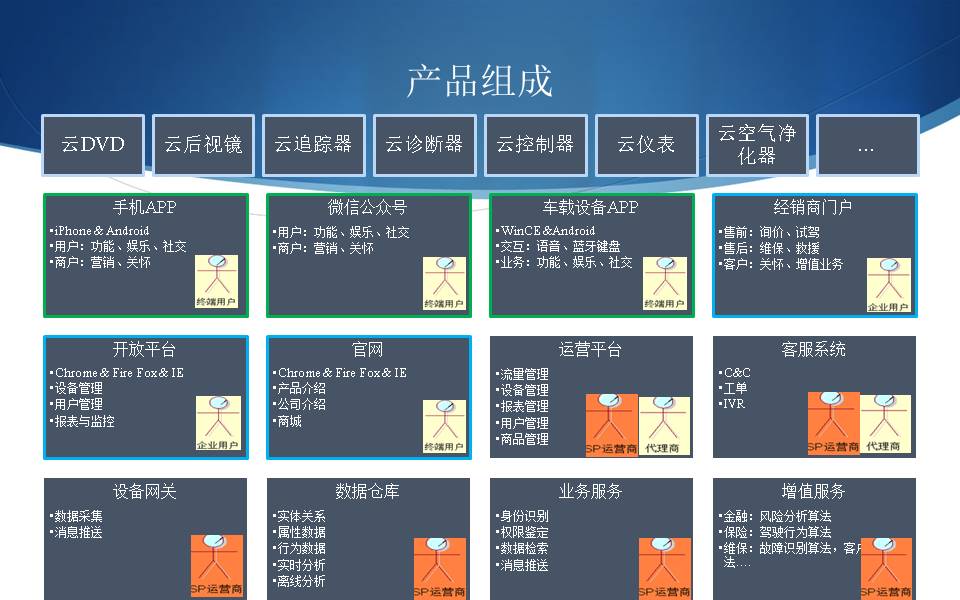 产品组成
云DVD
云后视镜
云追踪器
云诊断器
云控制器
云仪表
云空气净
化器
...
手机APP
•iPhone & Android
•用户：功能、娱乐、社交
•商户：营销、关怀
终端用户
微信公众号
•用户：功能、娱乐、社交
•商户：营销、关怀
终端用户
车载设备APP
•WinCE &Android
•交互：语音、蓝牙键盘
•业务：功能、娱乐、社交
终端用户
经销商门户
•售前：询价、试驾
•售后：维保、救援
•客户：关怀、增值业务
企业用户
开放平台
•Chrome & Fire Fox & IE
•设备管理
•用户管理
•报表与监控
企业用户
官网
•Chrome & Fire Fox & IE
•产品介绍
•公司介绍
•商城
终端用户
运营平台
•流量管理
•设备管理
•报表管理
•用户管理
•商品管理
SP运营商
代理商
客服系统
•C&C
•工单
•IVR
SP运营商
代理商
设备网关
•数据采集
•消息推送
SP运营商
数据仓库
•实体关系
•属性数据
•行为数据
•实时分析
•离线分析
SP运营商
业务服务
•身份识别
•权限鉴定
•数据检索
•消息推送
SP运营商
增值服务
•金融：风险分析算法
•保险：驾驶行为算法
•维保：故障识别算法，客户
法....
SP运营商